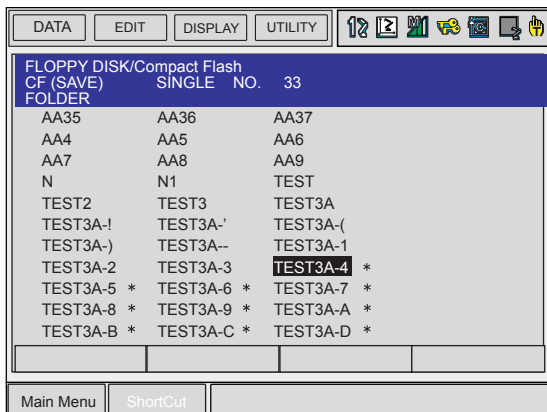 DATA EDIT DISPLAY UTILITY
FLOPPY DISK/Compact Flash
CF (SAVE) SINGLE NO. 33
FOLDER
AA35 AA36 AA37
AA4 AA5 AA6
AA7 AA8 AA9
N N1 TEST
TEST2 TEST3 TEST3A
TEST3A-! TEST3A-' TEST3A-(
TEST3A-) TEST3A-- TEST3A-1
TEST3A-2 TEST3A-3 TEST3A-4 *
TEST3A-5 * TEST3A-6 * TEST3A-7 *
TEST3A-8 * TEST3A-9 * TEST3A-A *
TEST3A-B * TEST3A-C * TEST3A-D *
Main Menu ShortCut